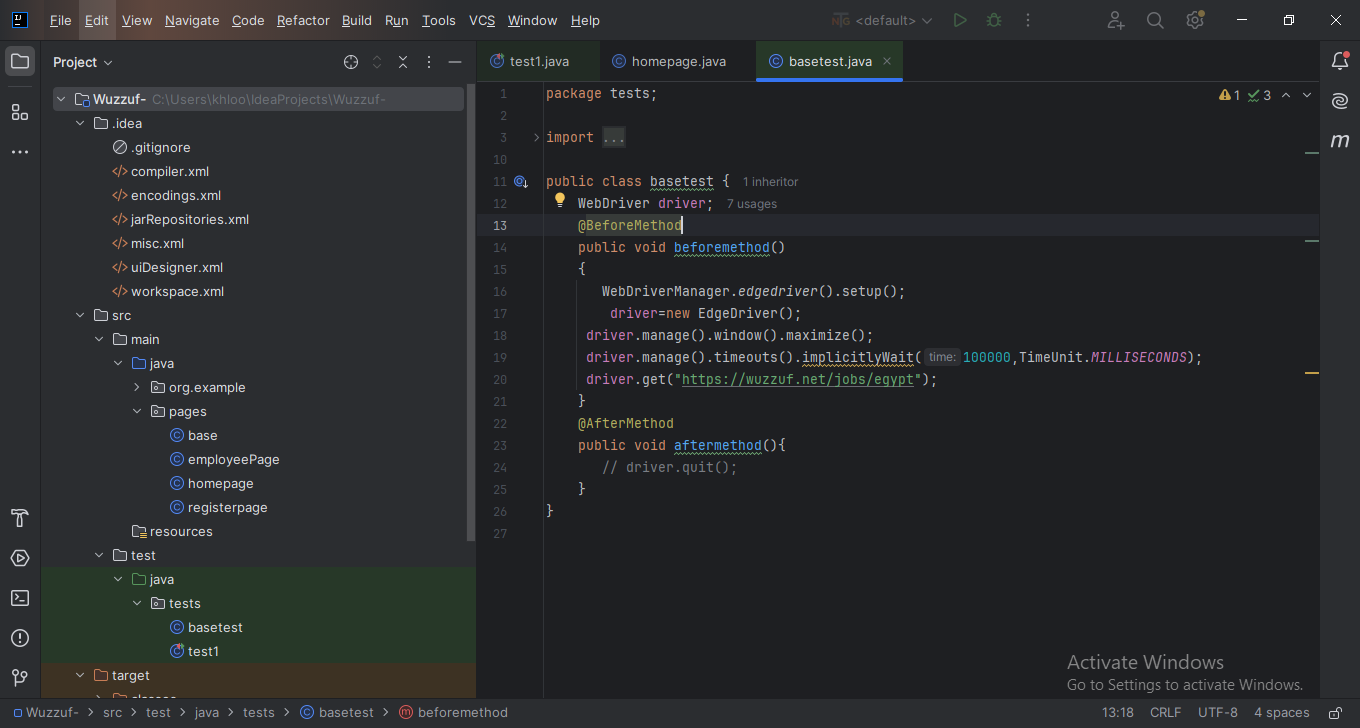 File Edit View Navigate Code Refactor Build Run Tools VCS Window Help <default>
Project
test1.java homepage.java basetest.java
Wuzzuf- C:\Users\khloo\IdeaProjects\Wuzzuf-
.idea
.gitignore
compiler.xml
encodings.xml
jarRepositories.xml
misc.xml
uiDesigner.xml
workspace.xml
src
main
java
org.example
pages
base
employeePage
homepage
registerpage
resources
test
java
tests
basetest
test1
target
classes
1 package tests; 1 3
2
3 import ...
10
11 public class basetest { 1 inheritor
12 WebDriver driver; 7 usages
13 @BeforeMethod
14 public void beforemethod()
15 {
16 WebDriverManager.edgedriver().setup();
17 driver=new EdgeDriver();
18 driver.manage().window().maximize();
19 driver.manage().timeouts().implicitlyWait( time: 100000,TimeUnit.MILLISECONDS);
20 driver.get("https://wuzzuf.net/jobs/egypt");
21 }
22 @AfterMethod
23 public void aftermethod(){
24 // driver.quit();
25 }
26 }
27
Activate Windows
Go to Settings to activate Windows.
Wuzzuf- > src > test > java > tests > basetest > beforemethod 13:18 CRLF UTF-8 4 spaces